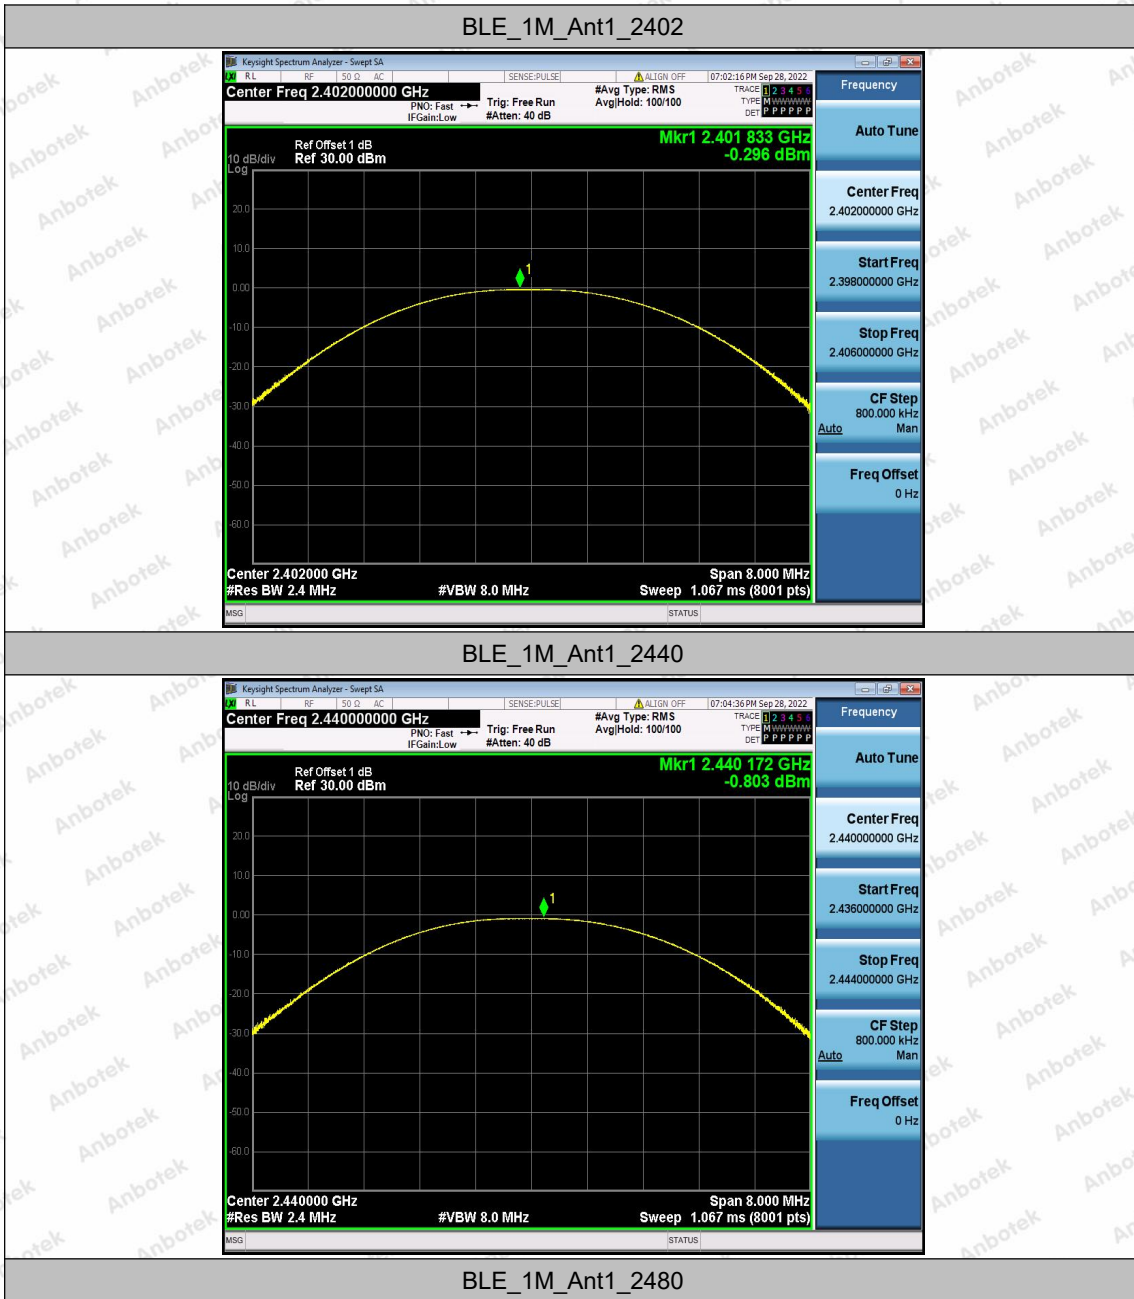 BLE_1M_Ant1_2402
Keysight Spectrum Analyzer - Swept SA
RL RF 50 Ω AC SENSE:PULSE ALIGN OFF 07:02:16 PM Sep 28, 2022
Center Freq 2.402000000 GHz
PNO: Fast
IFGain:Low
Trig: Free Run
#Atten: 40 dB
#Avg Type: RMS
Avg|Hold: 100/100
TRACE 1 2 3 4 5 6
TYPE M W W W W W
DET P P P P P P
Ref Offset 1 dB
Ref 30.00 dBm
10 dB/div
Log
Mkr1 2.401 833 GHz
-0.296 dBm
20.0
10.0
0.00
-10.0
-20.0
-30.0
-40.0
-50.0
-60.0
1
Center 2.402000 GHz
Span 8.000 MHz
#Res BW 2.4 MHz
#VBW 8.0 MHz
Sweep 1.067 ms (8001 pts)
MSG
STATUS
Frequency
Auto Tune
Center Freq
2.402000000 GHz
Start Freq
2.398000000 GHz
Stop Freq
2.406000000 GHz
CF Step
800.000 kHz
Auto Man
Freq Offset
0 Hz
BLE_1M_Ant1_2440
Keysight Spectrum Analyzer - Swept SA
RL RF 50 Ω AC SENSE:PULSE ALIGN OFF 07:04:36 PM Sep 28, 2022
Center Freq 2.440000000 GHz
PNO: Fast
IFGain:Low
Trig: Free Run
#Atten: 40 dB
#Avg Type: RMS
Avg|Hold: 100/100
TRACE 1 2 3 4 5 6
TYPE M W W W W W
DET P P P P P P
Ref Offset 1 dB
Ref 30.00 dBm
10 dB/div
Log
Mkr1 2.440 172 GHz
-0.803 dBm
20.0
10.0
0.00
-10.0
-20.0
-30.0
-40.0
-50.0
-60.0
1
Center 2.440000 GHz
Span 8.000 MHz
#Res BW 2.4 MHz
#VBW 8.0 MHz
Sweep 1.067 ms (8001 pts)
MSG
STATUS
Frequency
Auto Tune
Center Freq
2.440000000 GHz
Start Freq
2.436000000 GHz
Stop Freq
2.444000000 GHz
CF Step
800.000 kHz
Auto Man
Freq Offset
0 Hz
BLE_1M_Ant1_2480
Anbotek